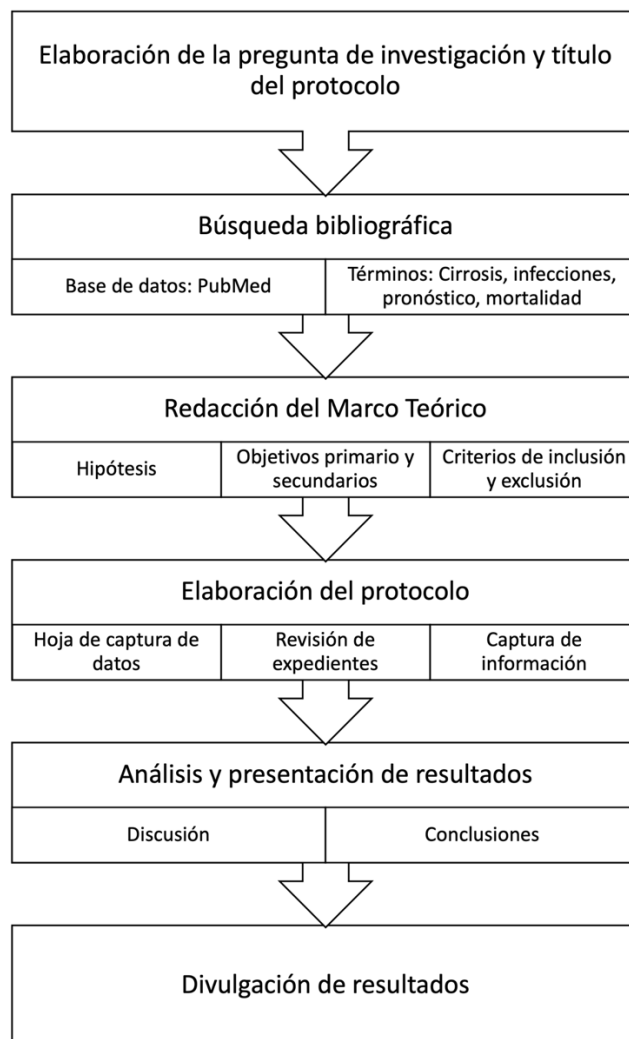 Elaboración de la pregunta de investigación y título
del protocolo
Búsqueda bibliográfica
Base de datos: PubMed
Términos: Cirrosis, infecciones,
pronóstico, mortalidad
Redacción del Marco Teórico
Hipótesis
Objetivos primario y
secundarios
Criterios de inclusión
y exclusión
Elaboración del protocolo
Hoja de captura de
datos
Revisión de
expedientes
Captura de
información
Análisis y presentación de resultados
Discusión
Conclusiones
Divulgación de resultados